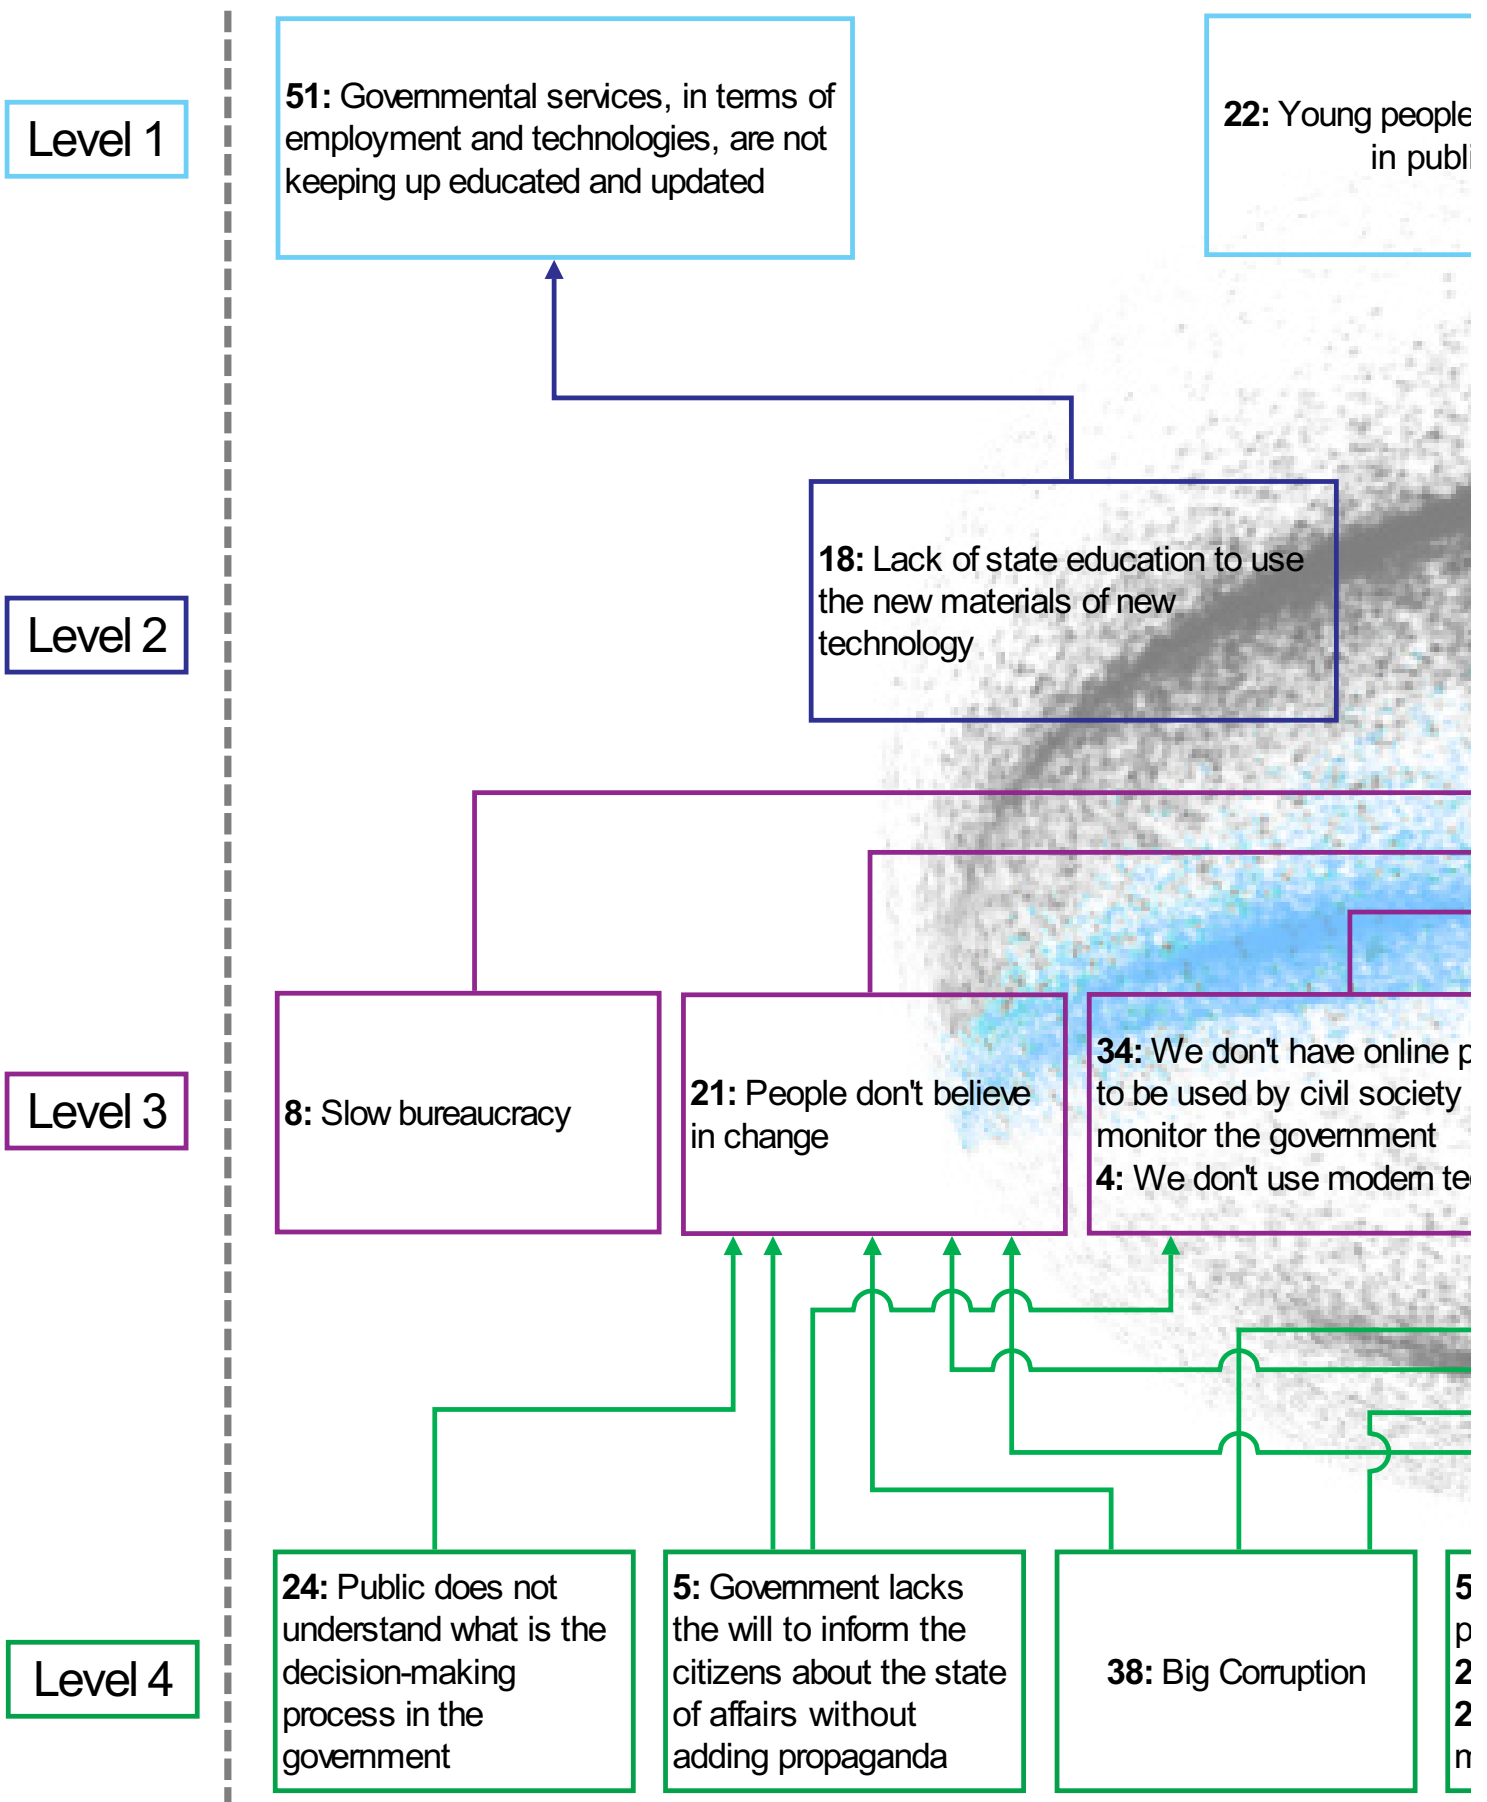 Level 1
51: Governmental services, in terms of
employment and technologies, are not
keeping up educated and updated
22: Young people
in publi
Level 2
18: Lack of state education to use
the new materials of new
technology
Level 3
8: Slow bureaucracy
21: People don't believe
in change
34: We don't have online p
to be used by civil society
monitor the government
4: We don't use modern te
Level 4
24: Public does not
understand what is the
decision-making
process in the
government
5: Government lacks
the will to inform the
citizens about the state
of affairs without
adding propaganda
38: Big Corruption
5
p
2
2
m